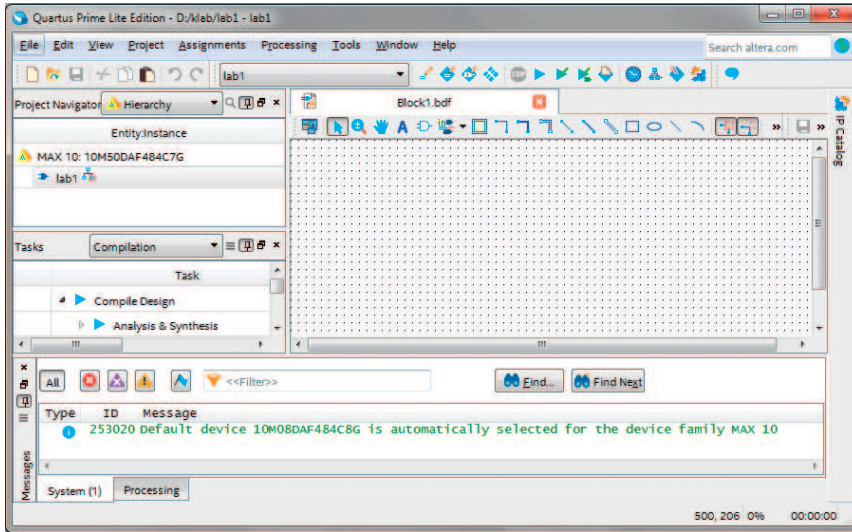 Quartus Prime Lite Edition - D:/klab/lab1 - lab1
File Edit View Project Assignments Processing Tools Window Help
Search altera.com
lab1
Project Navigator Hierarchy
Block1.bdf
IP Catalog
Entity:Instance
MAX 10: 10M50DAF484C7G
lab1
Tasks Compilation
Task
Compile Design
Analysis & Synthesis
All <<Filter>> Find... Find Next
Type ID Message
253020 Default device 10M08DAF484C8G is automatically selected for the device family MAX 10
Messages
System (1) Processing
500, 206 0% 00:00:00